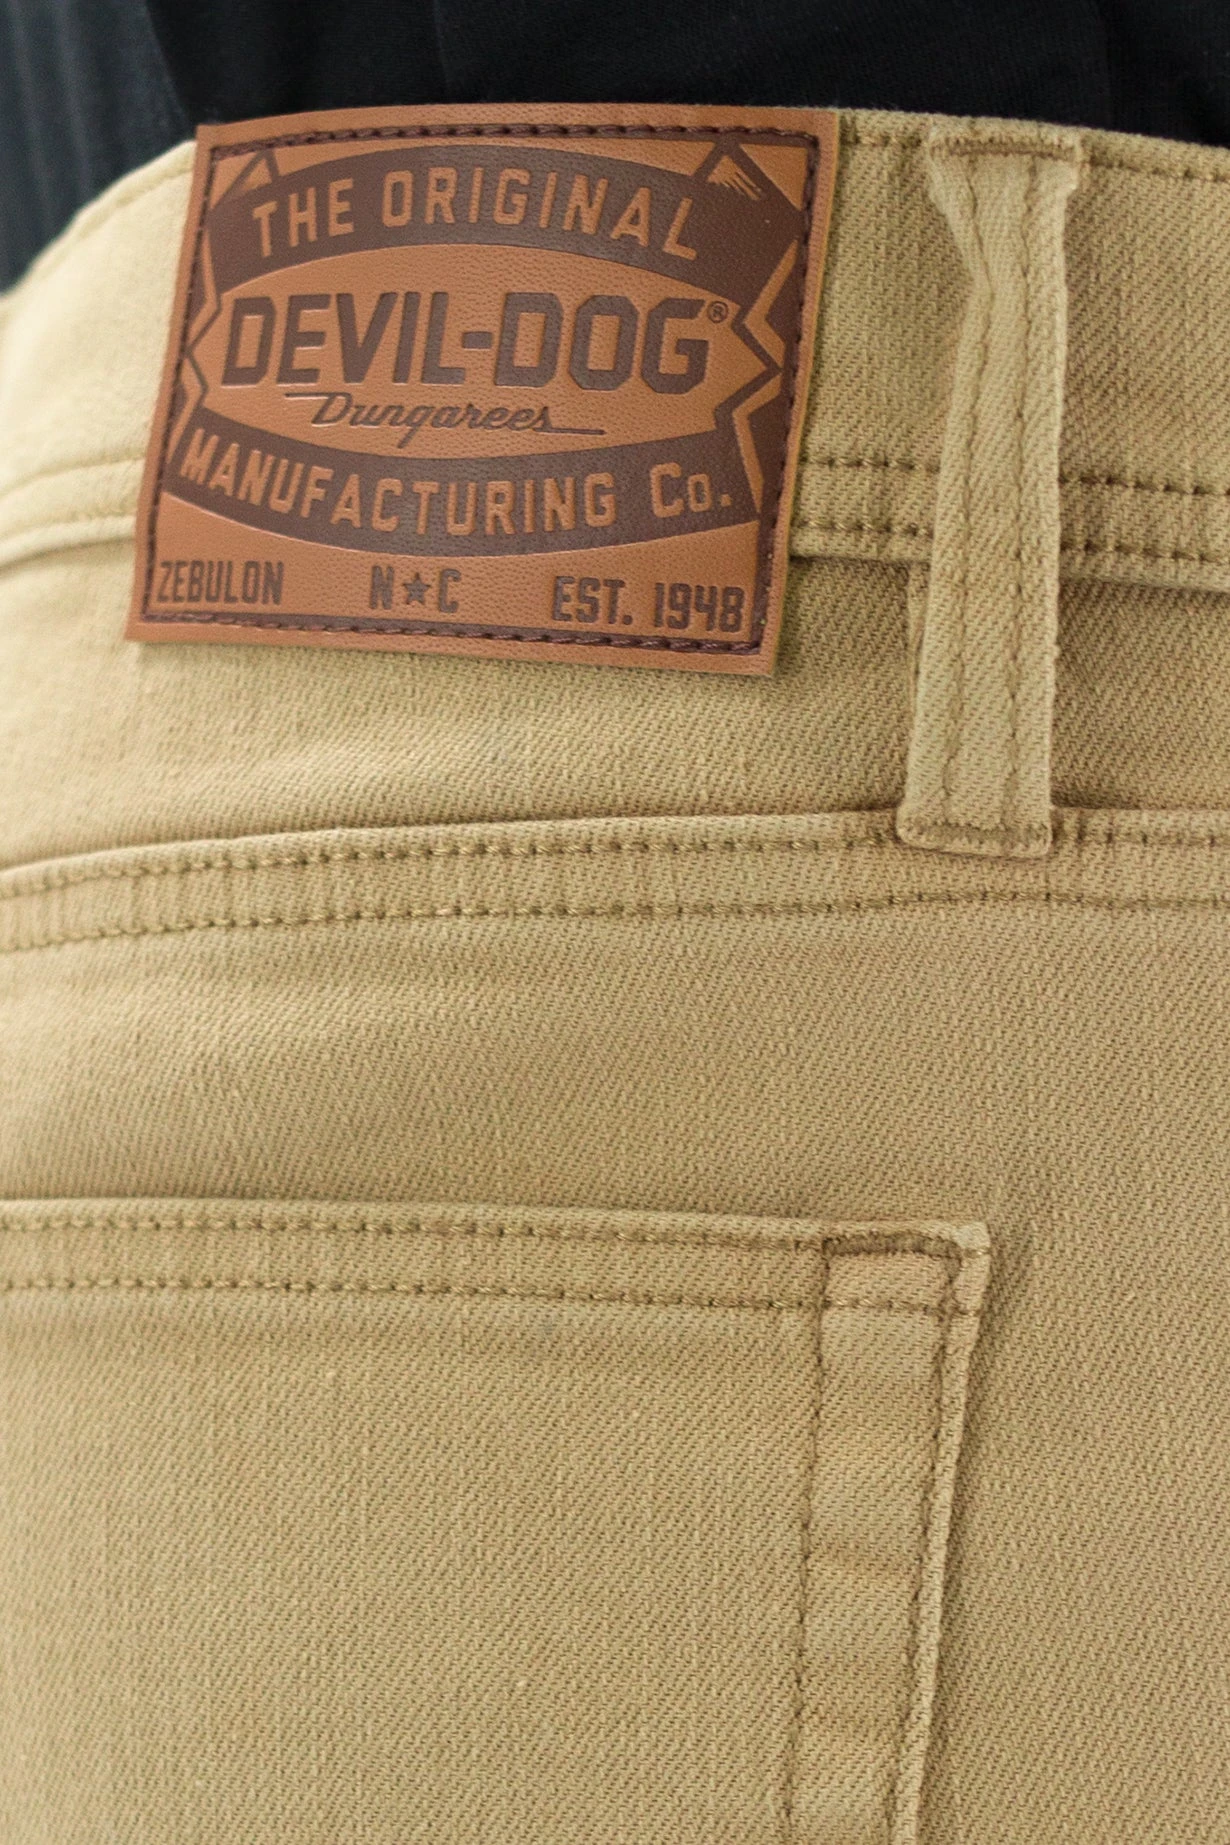 THE ORIGINAL
DEVIL-DOG®
Dungarees
MANUFACTURING Co.
ZEBULON N★C EST. 1948